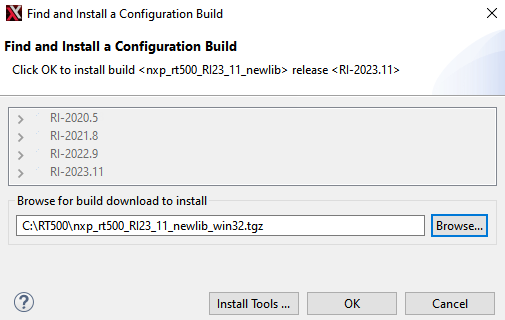 Find and Install a Configuration Build
Find and Install a Configuration Build
Click OK to install build <nxp_rt500_RI23_11_newlib> release <RI-2023.11>
RI-2020.5
RI-2021.8
RI-2022.9
RI-2023.11
Browse for build download to install
C:\RT500\nxp_rt500_RI23_11_newlib_win32.tgz
Browse...
?
Install Tools ...
OK
Cancel